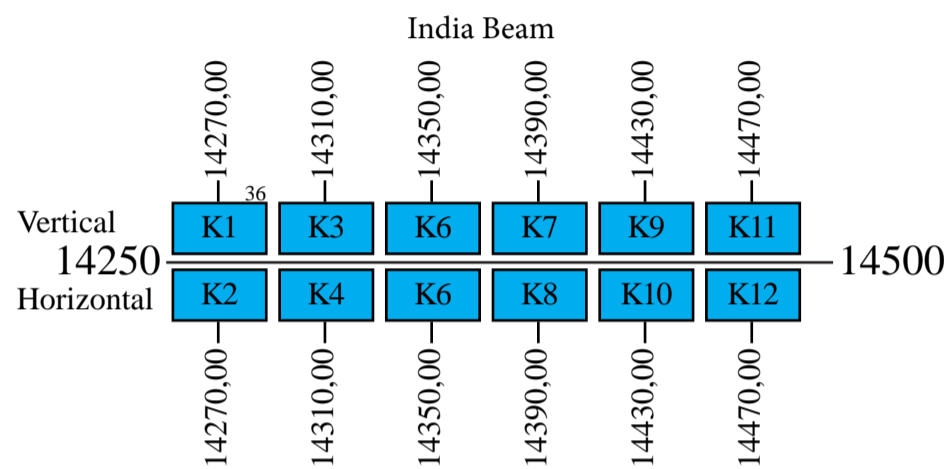 India Beam
14270,00 14310,00 14350,00 14390,00 14430,00 14470,00
36
Vertical K1 K3 K6 K7 K9 K11
14250 14500
Horizontal K2 K4 K6 K8 K10 K12
14270,00 14310,00 14350,00 14390,00 14430,00 14470,00